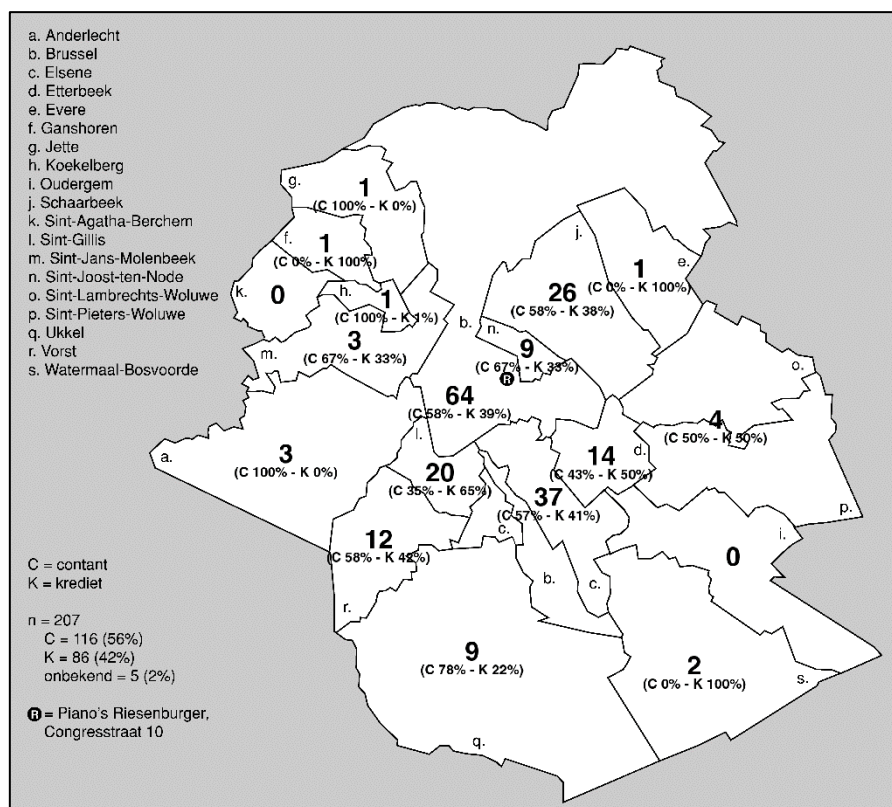 a. Anderlecht
b. Brussel
c. Elsene
d. Etterbeek
e. Evere
f. Ganshoren
g. Jette
h. Koekelberg
i. Oudergem
j. Schaarbeek
k. Sint-Agatha-Berchem
l. Sint-Gillis
m. Sint-Jans-Molenbeek
n. Sint-Joost-ten-Node
o. Sint-Lambrechts-Woluwe
p. Sint-Pieters-Woluwe
q. Ukkel
r. Vorst
s. Watermaal-Bosvoorde
g.
1
(C 100% - K 0%)
f.
1
(C 0% - K 100%)
k.
0
h.
1
(C 100% - K 1%)
m.
3
(C 67% - K 33%)
j.
26
(C 58% - K 38%)
e.
1
(C 0% - K 100%)
b.
n.
9
(C 67% - K 33%)
R
64
(C 58% - K 39%)
o.
4
(C 50% - K 50%)
p.
a.
3
(C 100% - K 0%)
l.
20
(C 35% - K 65%)
d.
14
(C 43% - K 50%)
37
(C 57% - K 41%)
c.
12
(C 58% - K 42%)
r.
b.
c.
i.
0
9
(C 78% - K 22%)
q.
2
(C 0% - K 100%)
s.
C = contant
K = krediet
n = 207
C = 116 (56%)
K = 86 (42%)
onbekend = 5 (2%)
R = Piano's Riesenburger,
Congresstraat 10